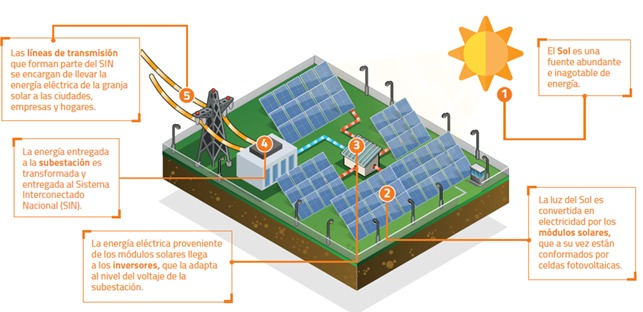 1
El Sol es una
fuente abundante
e inagotable de
energía.
2
La luz del Sol es
convertida en
electricidad por los
módulos solares,
que a su vez están
conformados por
celdas fotovoltaicas.
3
La energía eléctrica proveniente
de los módulos solares llega
a los inversores, que la adapta
al nivel del voltaje de la
subestación.
4
La energía entregada
a la subestación es
transformada y
entregada al Sistema
Interconectado
Nacional (SIN).
5
Las líneas de transmisión
que forman parte del SIN
se encargan de llevar la
energía eléctrica de la granja
solar a las ciudades,
empresas y hogares.